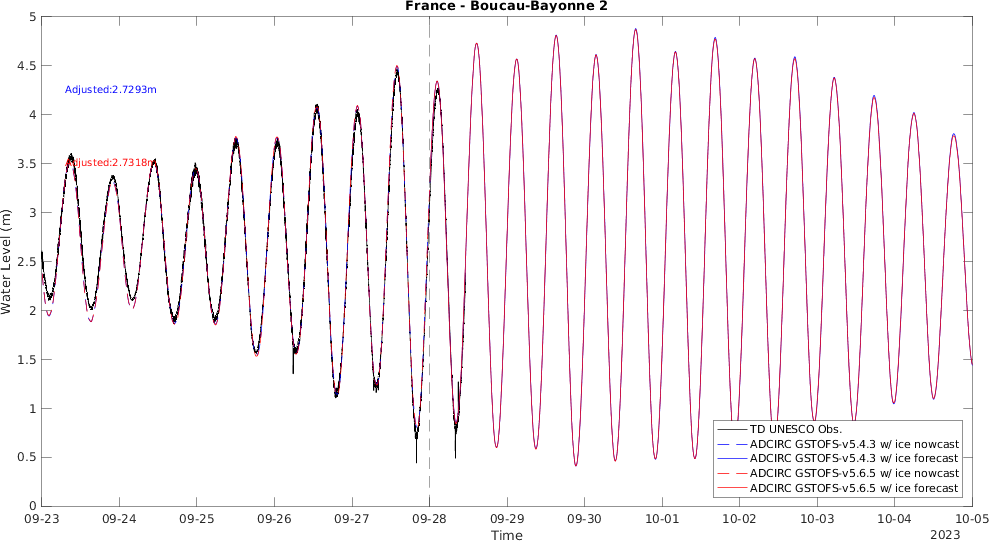 France - Boucau-Bayonne 2
Adjusted:2.7293m
Adjusted:2.7318m
Water Level (m)
5
4.5
4
3.5
3
2.5
2
1.5
1
0.5
0
09-23
09-24
09-25
09-26
09-27
09-28
09-29
09-30
10-01
10-02
10-03
10-04
10-05
Time
2023
TD UNESCO Obs.
ADCIRC GSTOFS-v5.4.3 w/ ice nowcast
ADCIRC GSTOFS-v5.4.3 w/ ice forecast
ADCIRC GSTOFS-v5.6.5 w/ ice nowcast
ADCIRC GSTOFS-v5.6.5 w/ ice forecast